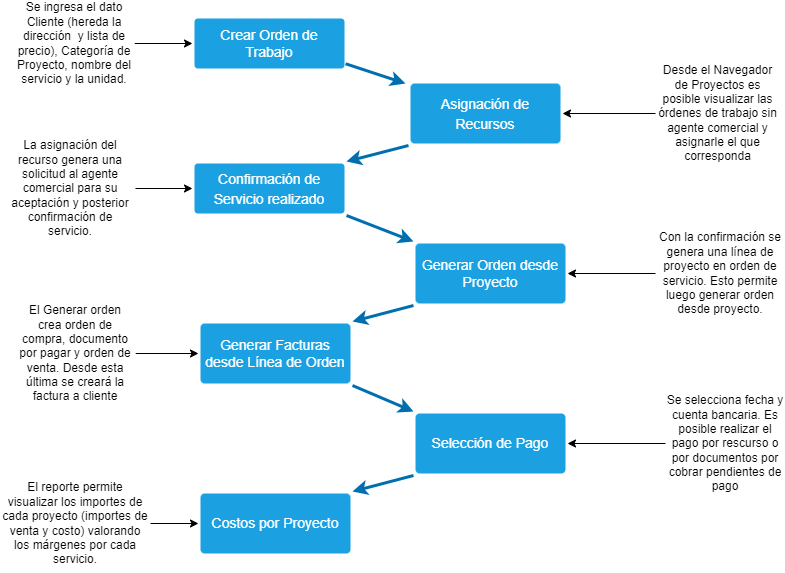 Se ingresa el dato
Cliente (hereda la
dirección y lista de
precio), Categoría de
Proyecto, nombre del
servicio y la unidad.
Crear Orden de
Trabajo
Asignación de
Recursos
Desde el Navegador
de Proyectos es
posible visualizar las
órdenes de trabajo sin
agente comercial y
asignarle el que
corresponda
La asignación del
recurso genera una
solicitud al agente
comercial para su
aceptación y posterior
confirmación de
servicio.
Confirmación de
Servicio realizado
Generar Orden desde
Proyecto
Con la confirmación se
genera una línea de
proyecto en orden de
servicio. Esto permite
luego generar orden
desde proyecto.
El Generar orden
crea orden de
compra, documento
por pagar y orden de
venta. Desde esta
última se creará la
factura a cliente
Generar Facturas
desde Línea de Orden
Selección de Pago
Se selecciona fecha y
cuenta bancaria. Es
posible realizar el
pago por rescurso o
por documentos por
cobrar pendientes de
pago
El reporte permite
visualizar los importes de
cada proyecto (importes de
venta y costo) valorando
los márgenes por cada
servicio.
Costos por Proyecto